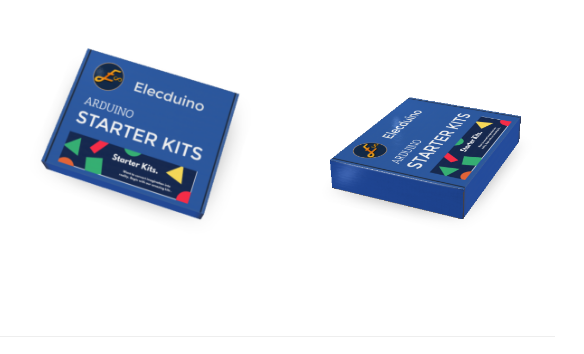 Elecduino
ARDUINO
STARTER KITS
Starter Kits.
Elecduino
ARDUINO
STARTER KITS
Starter Kits.